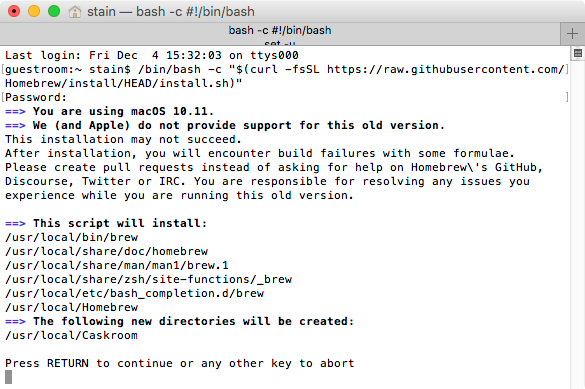 stain — bash -c #!/bin/bash
bash -c #!/bin/bash
set -u
Last login: Fri Dec  4 15:32:03 on ttys000
[guestroom:~ stain$ /bin/bash -c "$(curl -fsSL https://raw.githubusercontent.com/]
Homebrew/install/HEAD/install.sh)"
[Password: ]
==> You are using macOS 10.11.
==> We (and Apple) do not provide support for this old version.
This installation may not succeed.
After installation, you will encounter build failures with some formulae.
Please create pull requests instead of asking for help on Homebrew\'s GitHub,
Discourse, Twitter or IRC. You are responsible for resolving any issues you
experience while you are running this old version.
==> This script will install:
/usr/local/bin/brew
/usr/local/share/doc/homebrew
/usr/local/share/man/man1/brew.1
/usr/local/share/zsh/site-functions/_brew
/usr/local/etc/bash_completion.d/brew
/usr/local/Homebrew
==> The following new directories will be created:
/usr/local/Caskroom
Press RETURN to continue or any other key to abort